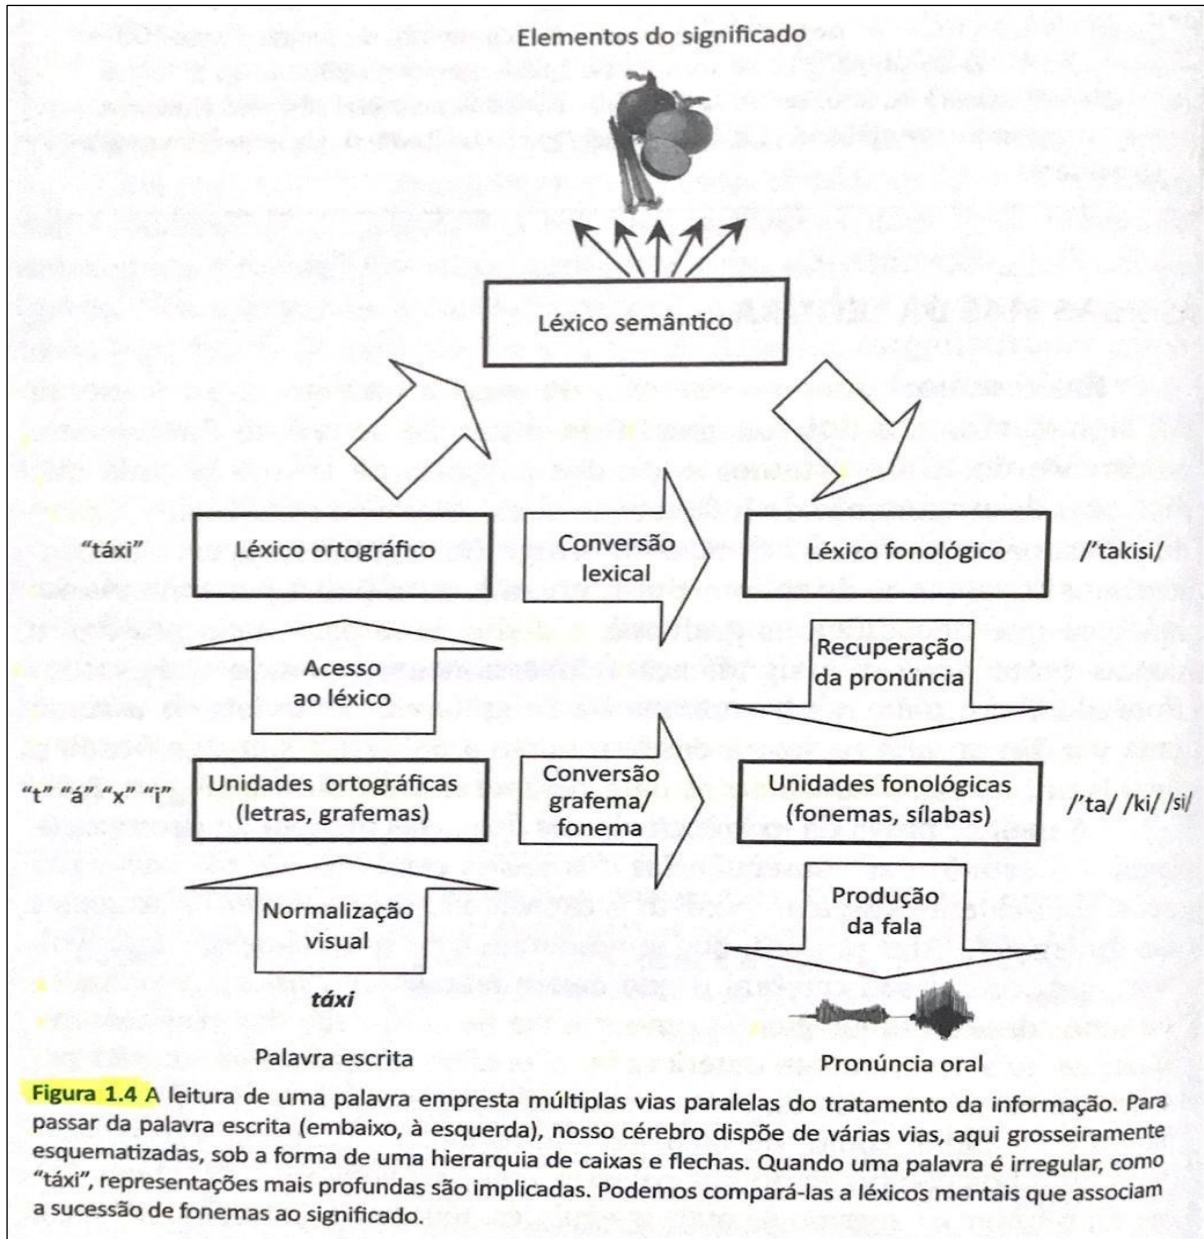 Elementos do significado
Léxico semântico
"táxi"
Léxico ortográfico
Conversão
lexical
Léxico fonológico
/'takisi/
Acesso
ao léxico
Recuperação
da pronúncia
"t" "á" "x" "i"
Unidades ortográficas
(letras, grafemas)
Conversão
grafema/
fonema
Unidades fonológicas
(fonemas, sílabas)
/'ta/ /ki/ /si/
Normalização
visual
Produção
da fala
táxi
Palavra escrita
Pronúncia oral
Figura 1.4 A leitura de uma palavra empresta múltiplas vias paralelas do tratamento da informação. Para
passar da palavra escrita (embaixo, à esquerda), nosso cérebro dispõe de várias vias, aqui grosseiramente
esquematizadas, sob a forma de uma hierarquia de caixas e flechas. Quando uma palavra é irregular, como
"táxi", representações mais profundas são implicadas. Podemos compará-las a léxicos mentais que associam
a sucessão de fonemas ao significado.